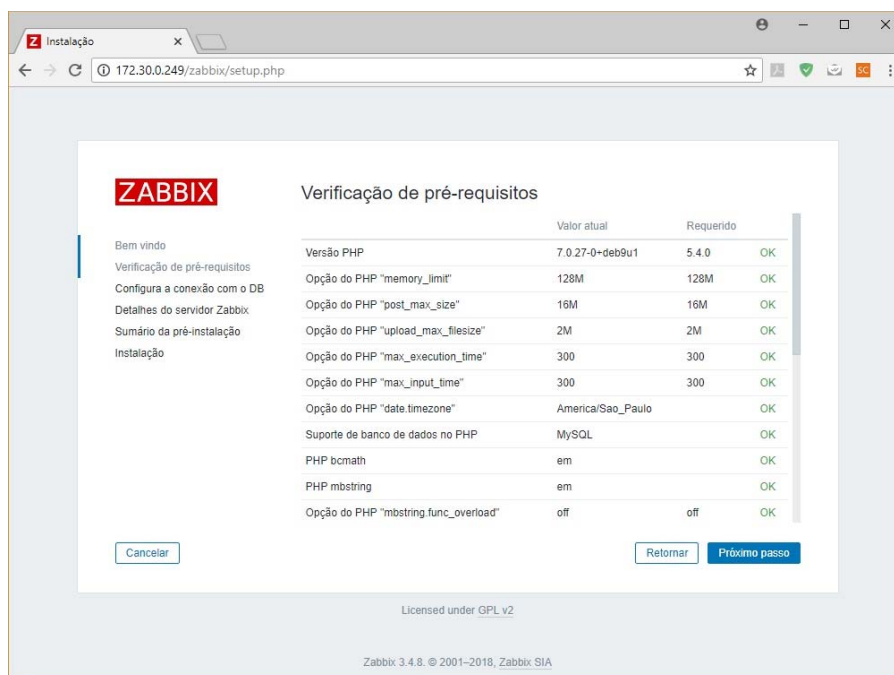 Z Instalação
172.30.0.249/zabbix/setup.php
SC
ZABBIX
Bem vindo
Verificação de pré-requisitos
Configura a conexão com o DB
Detalhes do servidor Zabbix
Sumário da pré-instalação
Instalação
Verificação de pré-requisitos
Valor atual Requerido
Versão PHP 7.0.27-0+deb9u1 5.4.0 OK
Opção do PHP "memory_limit" 128M 128M OK
Opção do PHP "post_max_size" 16M 16M OK
Opção do PHP "upload_max_filesize" 2M 2M OK
Opção do PHP "max_execution_time" 300 300 OK
Opção do PHP "max_input_time" 300 300 OK
Opção do PHP "date.timezone" America/Sao_Paulo OK
Suporte de banco de dados no PHP MySQL OK
PHP bcmath em OK
PHP mbstring em OK
Opção do PHP "mbstring.func_overload" off off OK
Cancelar Retornar Próximo passo
Licensed under GPL v2
Zabbix 3.4.8. © 2001–2018, Zabbix SIA